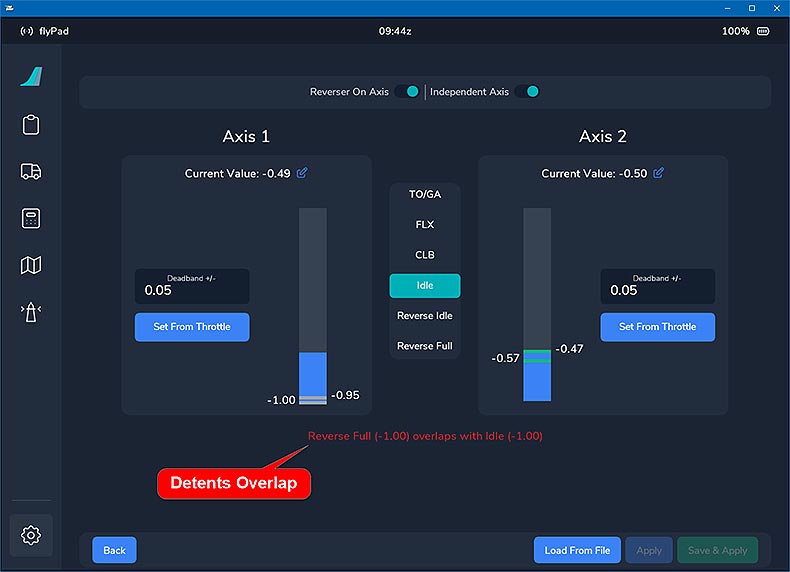 flyPad
09:44z
100%
Reverser On Axis
Independent Axis
Axis 1
Axis 2
Current Value: -0.49
Current Value: -0.50
TO/GA
FLX
CLB
Idle
Reverse Idle
Reverse Full
Deadband +/-
0.05
Set From Throttle
-1.00
-0.95
Deadband +/-
0.05
Set From Throttle
-0.57
-0.47
Reverse Full (-1.00) overlaps with Idle (-1.00)
Detents Overlap
Back
Load From File
Apply
Save & Apply